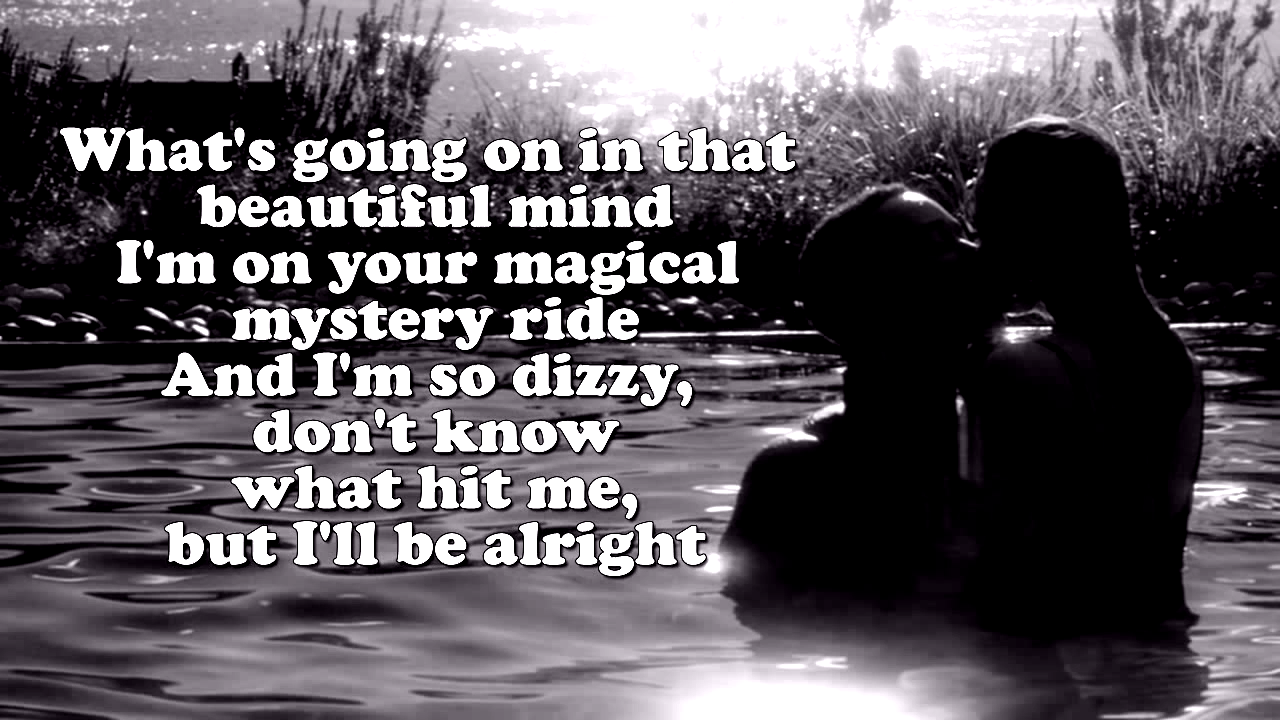 What's going on in that
beautiful mind
I'm on your magical
mystery ride
And I'm so dizzy,
don't know
what hit me,
but I'll be alright